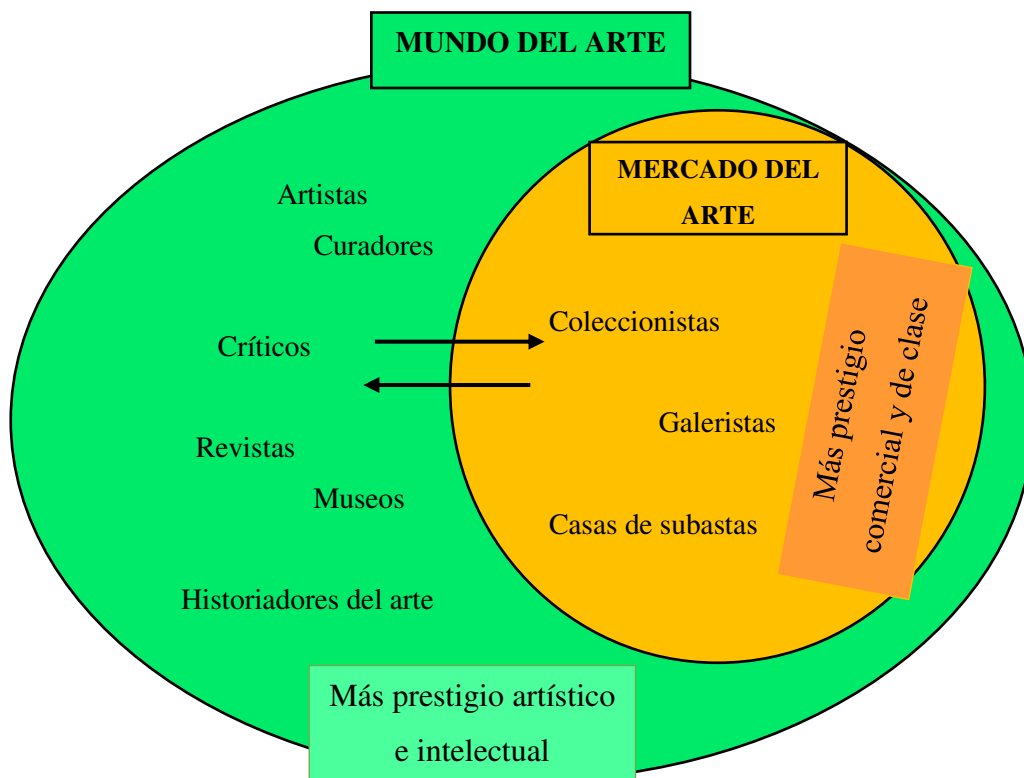 MUNDO DEL ARTE
MERCADO DEL
ARTE
Artistas
Curadores
Críticos
Revistas
Museos
Historiadores del arte
Coleccionistas
Galeristas
Casas de subastas
Más prestigio
comercial y de clase
Más prestigio artístico
e intelectual